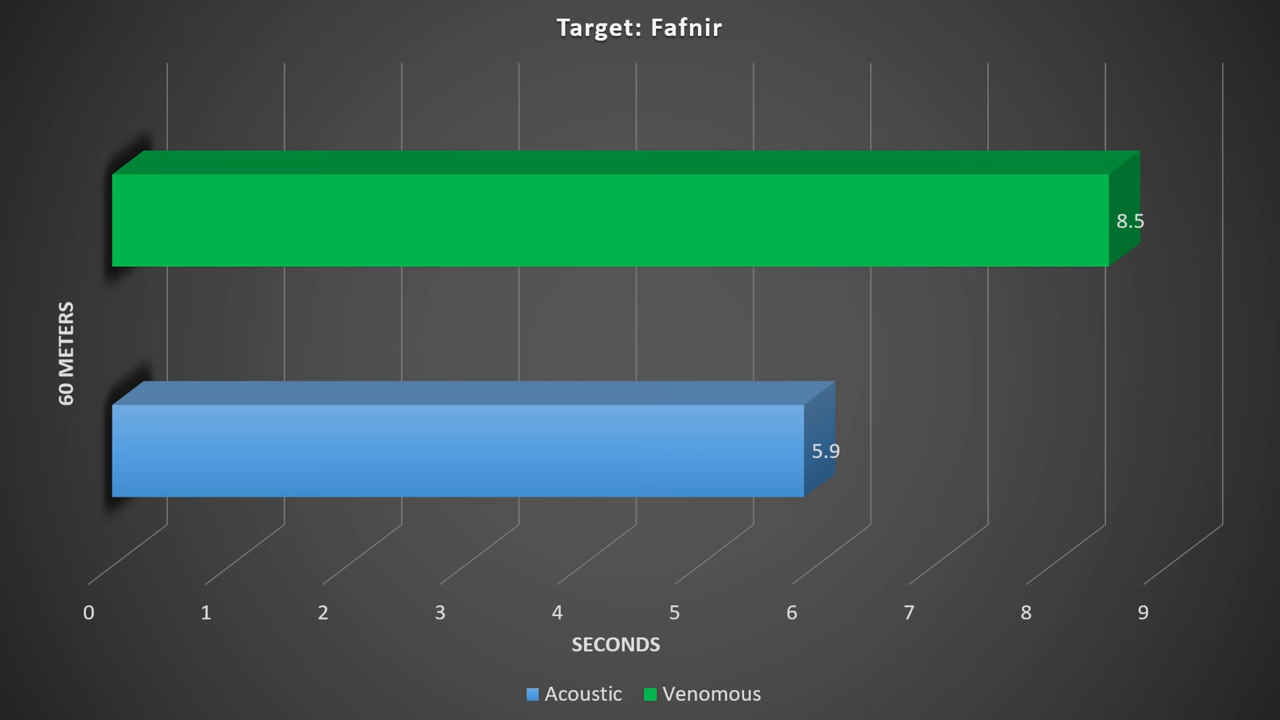 Target: Fafnir
8.5
60 METERS
5.9
0 1 2 3 4 5 6 7 8 9
SECONDS
Acoustic Venomous